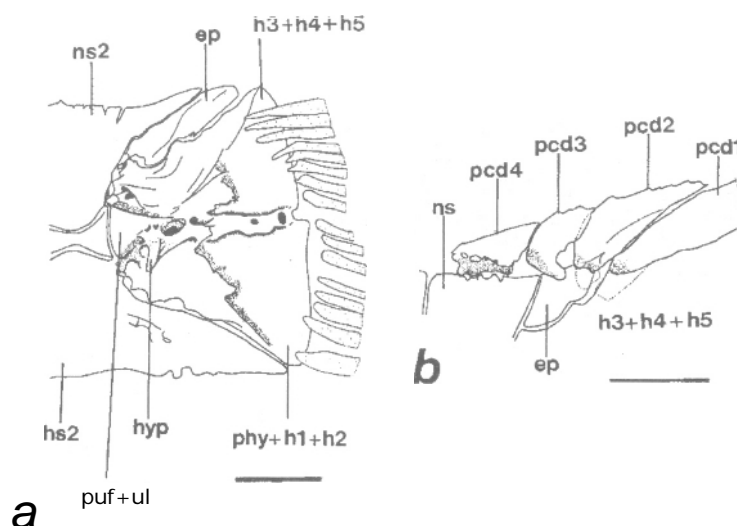 h3+h4+h5
ep
ns2
pcd2
pcd1
pcd3
pcd4
ns
h3+h4+h5
b
ep
hs2
hyp
phy+h1+h2
puf+ul
a